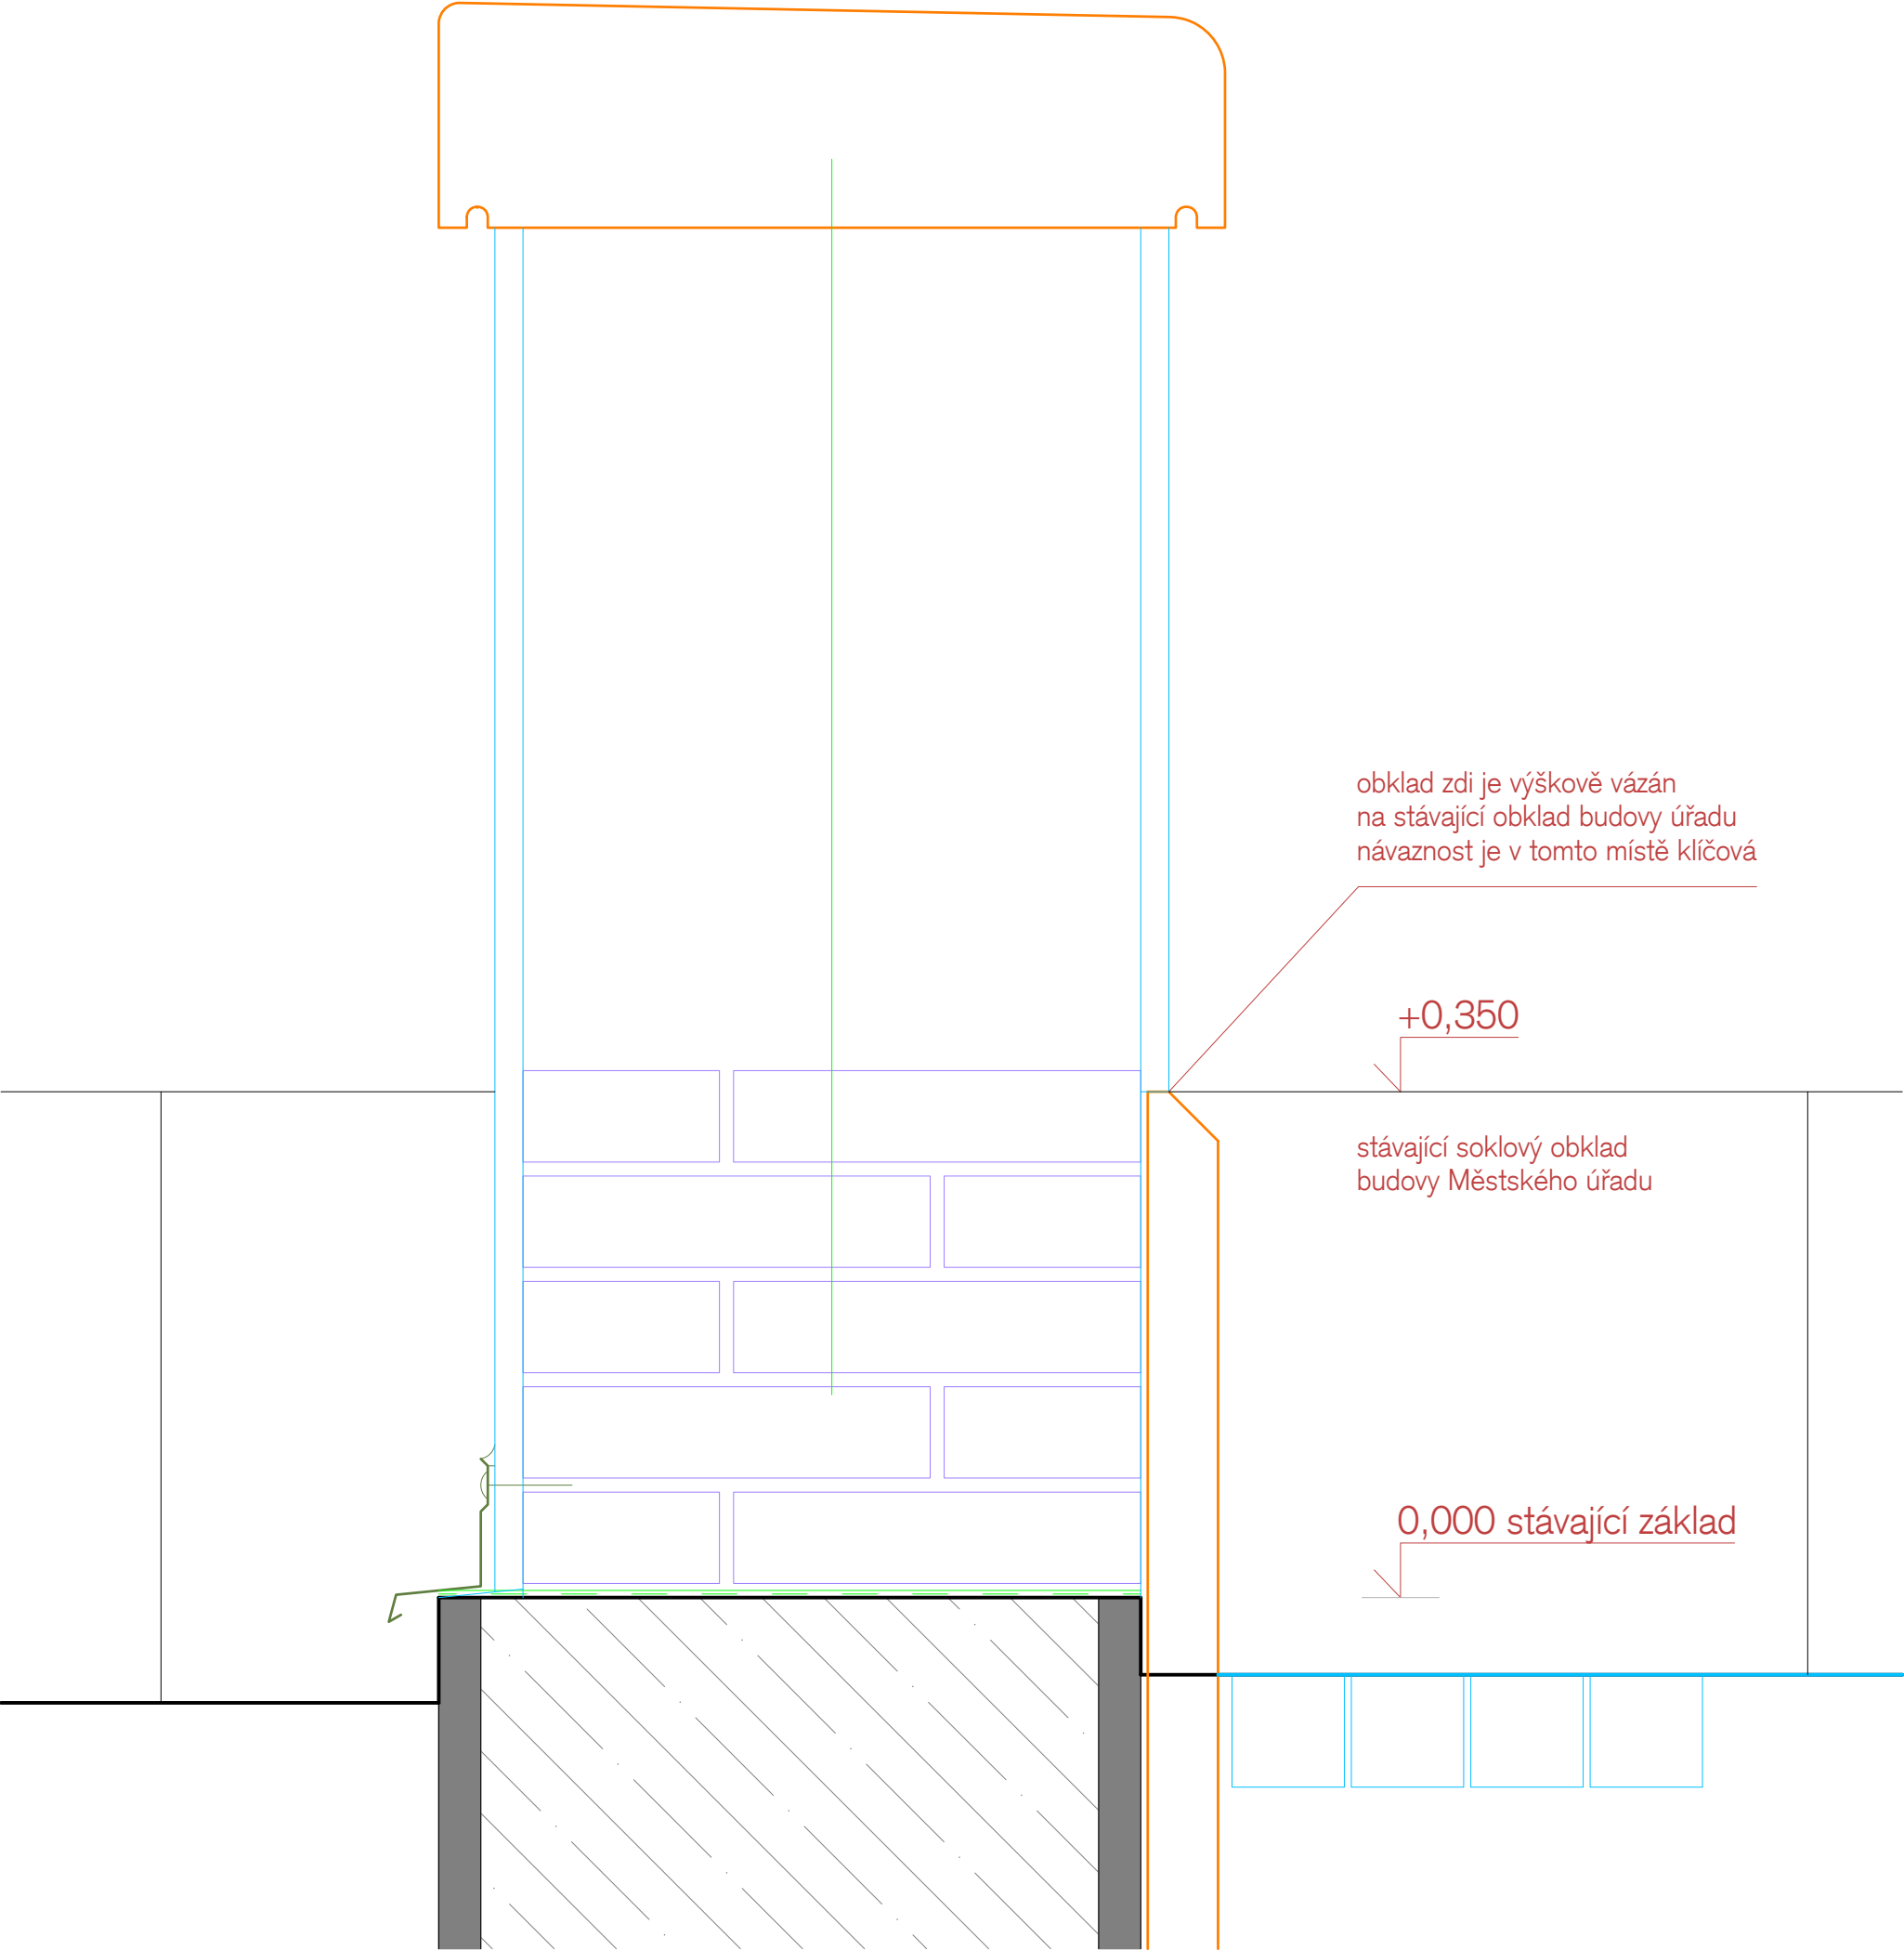 obklad zdi je výškově vázán
na stávající obklad budovy úřadu
návaznost je v tomto místě klíčová
+0,350
stávající soklový obklad
budovy Městského úřadu
0,000 stávající základ